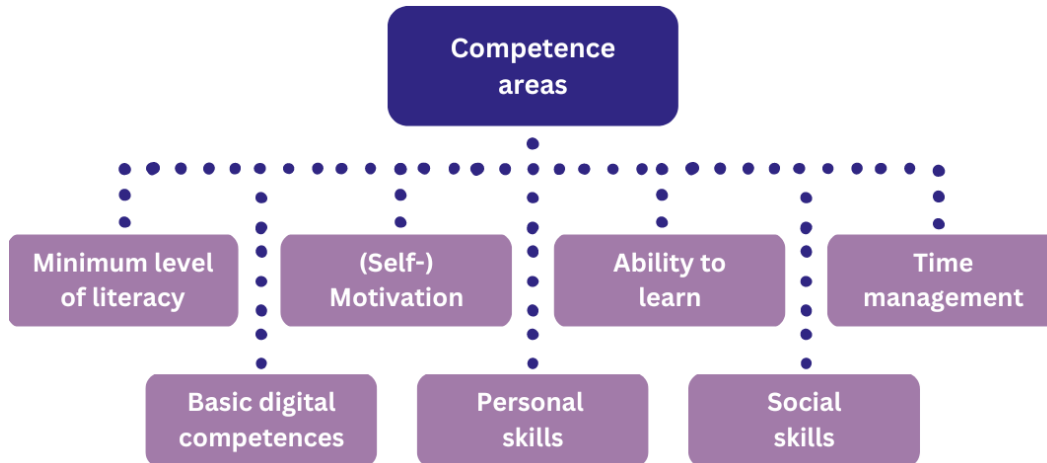 Competence
areas
Minimum level
of literacy
(Self-)
Motivation
Ability to
learn
Time
management
Basic digital
competences
Personal
skills
Social
skills